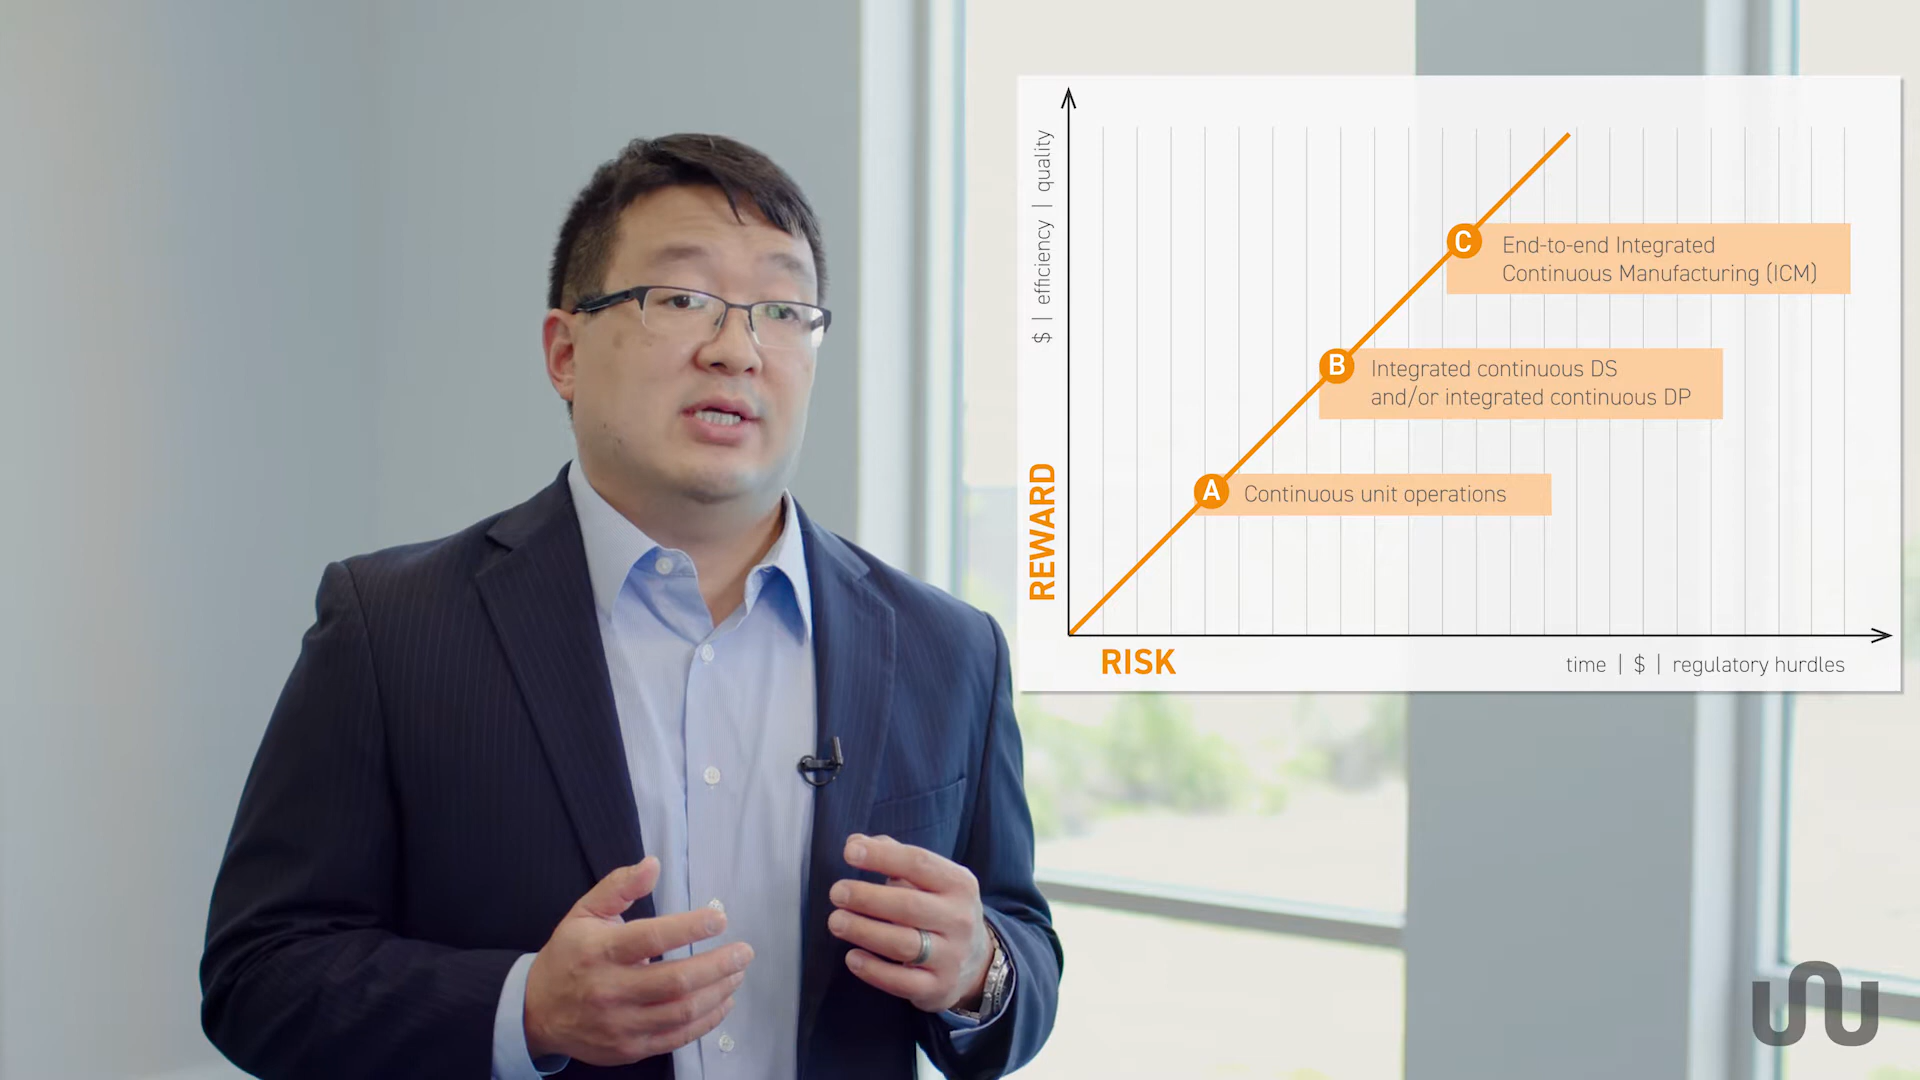 $ | efficiency | quality
REWARD
C
End-to-end Integrated
Continuous Manufacturing (ICM)
B
Integrated continuous DS
and/or integrated continuous DP
A
Continuous unit operations
RISK
time | $ | regulatory hurdles